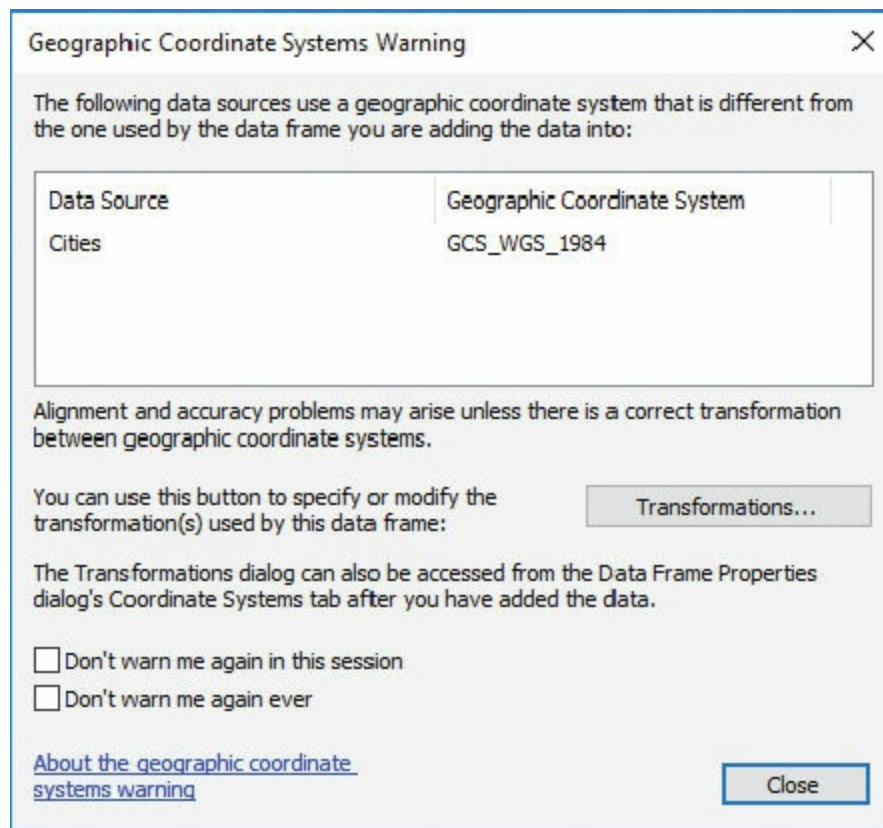 Geographic Coordinate Systems Warning
The following data sources use a geographic coordinate system that is different from
the one used by the data frame you are adding the data into:
Data Source Geographic Coordinate System
Cities GCS_WGS_1984
Alignment and accuracy problems may arise unless there is a correct transformation
between geographic coordinate systems.
You can use this button to specify or modify the
transformation(s) used by this data frame:
Transformations...
The Transformations dialog can also be accessed from the Data Frame Properties
dialog's Coordinate Systems tab after you have added the data.
Don't warn me again in this session
Don't warn me again ever
About the geographic coordinate
systems warning
Close